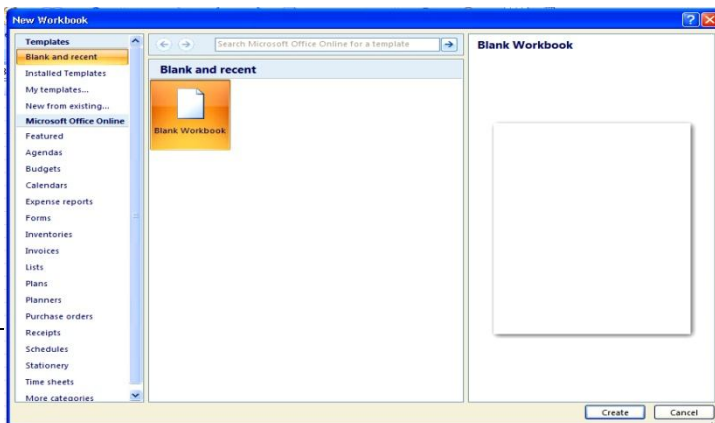 New Workbook
Templates
Blank and recent
Installed Templates
My templates...
New from existing...
Microsoft Office Online
Featured
Agendas
Budgets
Calendars
Expense reports
Forms
Inventories
Invoices
Lists
Plans
Planners
Purchase orders
Receipts
Schedules
Stationery
Time sheets
More categories
Search Microsoft Office Online for a template
Blank and recent
Blank Workbook
Blank Workbook
Create
Cancel